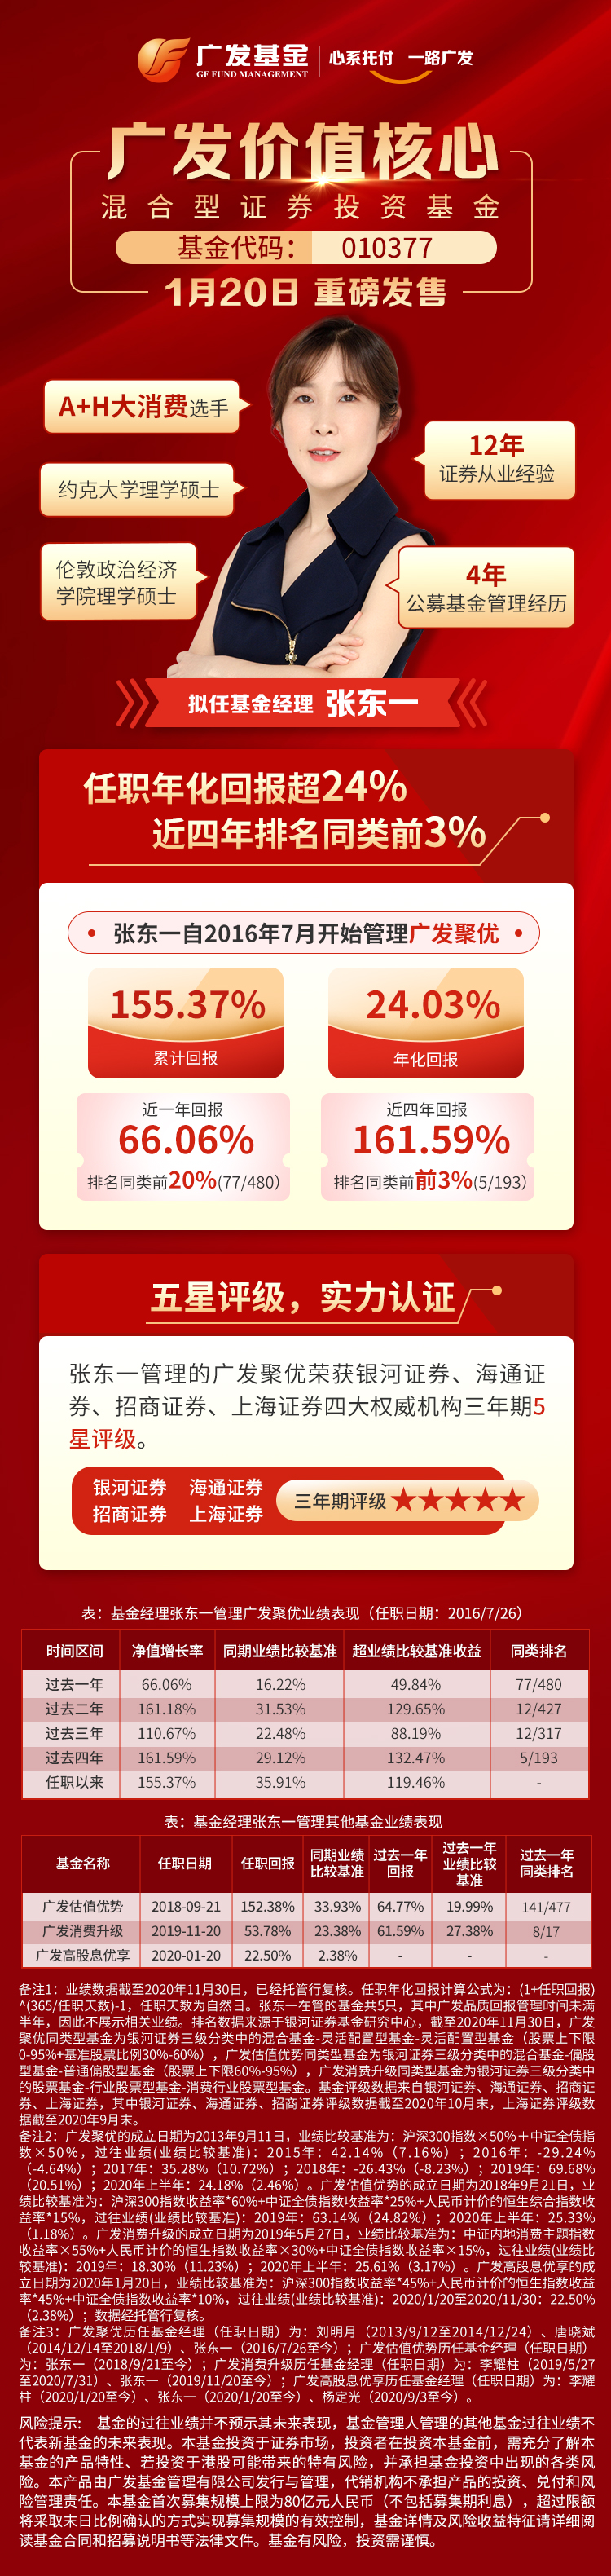 广发基金 心系托付 一路广发
GF FUND MANAGEMENT
广发价值核心
混合型证券投资基金
基金代码： 010377
1月20日 重磅发售
A+H大消费选手
约克大学理学硕士
伦敦政治经济
学院理学硕士
12年
证券从业经验
4年
公募基金管理经历
拟任基金经理 张东一
任职年化回报超24%
近四年排名同类前3%
张东一自2016年7月开始管理广发聚优
155.37% 24.03%
累计回报 年化回报
近一年回报 近四年回报
66.06% 161.59%
排名同类前20%(77/480） 排名同类前前3%(5/193）
五星评级，实力认证
张东一管理的广发聚优荣获银河证券、海通证
券、招商证券、上海证券四大权威机构三年期5
星评级。
银河证券 海通证券
招商证券 上海证券
三年期评级 ★★★★★
表：基金经理张东一管理广发聚优业绩表现（任职日期：2016/7/26）
时间区间 净值增长率 同期业绩比较基准 超业绩比较基准收益 同类排名
过去一年 66.06% 16.22% 49.84% 77/480
过去二年 161.18% 31.53% 129.65% 12/427
过去三年 110.67% 22.48% 88.19% 12/317
过去四年 161.59% 29.12% 132.47% 5/193
任职以来 155.37% 35.91% 119.46% -
表：基金经理张东一管理其他基金业绩表现
基金名称 任职日期 任职回报 同期业绩比较基准 过去一年回报 过去一年业绩比较基准 过去一年同类排名
广发估值优势 2018-09-21 152.38% 33.93% 64.77% 19.99% 141/477
广发消费升级 2019-11-20 53.78% 23.38% 61.59% 27.38% 8/17
广发高股息优享 2020-01-20 22.50% 2.38% - - -
备注1：业绩数据截至2020年11月30日，已经托管行复核。任职年化回报计算公式为：(1+任职回报)
^(365/任职天数)-1，任职天数为自然日。张东一在管的基金共5只，其中广发品质回报管理时间未满
半年，因此不展示相关业绩。排名数据来源于银河证券基金研究中心，截至2020年11月30日，广发
聚优同类型基金为银河证券三级分类中的混合基金-灵活配置型基金-灵活配置型基金（股票上下限
0-95%+基准股票比例30%-60%），广发估值优势同类型基金为银河证券三级分类中的混合基金-偏股
型基金-普通偏股型基金（股票上下限60%-95%），广发消费升级同类型基金为银河证券三级分类中
的股票基金-行业股票型基金-消费行业股票型基金。基金评级数据来自银河证券、海通证券、招商证
券、上海证券，其中银河证券、海通证券、招商证券评级数据截至2020年10月末，上海证券评级数
据截至2020年9月末。
备注2：广发聚优的成立日期为2013年9月11日，业绩比较基准为：沪深300指数×50%＋中证全债指
数×50%，过往业绩(业绩比较基准)：2015年：42.14%（7.16%）；2016年：-29.24%
（-4.64%）；2017年：35.28%（10.72%）；2018年：-26.43%（-8.23%）；2019年：69.68%
（20.51%）；2020年上半年：24.18%（2.46%）。广发估值优势的成立日期为2018年9月21日，业
绩比较基准为：沪深300指数收益率*60%+中证全债指数收益率*25%+人民币计价的恒生综合指数收
益率*15%，过往业绩(业绩比较基准)：2019年：63.14%（24.82%）；2020年上半年：25.33%
（1.18%）。广发消费升级的成立日期为2019年5月27日，业绩比较基准为：中证内地消费主题指数
收益率×55%+人民币计价的恒生指数收益率×30%+中证全债指数收益率×15%，过往业绩(业绩比
较基准)：2019年：18.30%（11.23%）；2020年上半年：25.61%（3.17%）。广发高股息优享的成
立日期为2020年1月20日，业绩比较基准为：沪深300指数收益率*45%+人民币计价的恒生指数收益
率*45%+中证全债指数收益率*10%，过往业绩(业绩比较基准)：2020/1/20至2020/11/30：22.50%
（2.38%）；数据经托管行复核。
备注3：广发聚优历任基金经理（任职日期）为：刘明月（2013/9/12至2014/12/24）、唐晓斌
（2014/12/14至2018/1/9）、张东一（2016/7/26至今）；广发估值优势历任基金经理（任职日期）
为：张东一（2018/9/21至今）；广发消费升级历任基金经理（任职日期）为：李耀柱（2019/5/27
至2020/7/31）、张东一（2019/11/20至今）；广发高股息优享历任基金经理（任职日期）为：李耀
柱（2020/1/20至今）、张东一（2020/1/20至今）、杨定光（2020/9/3至今）。
风险提示： 基金的过往业绩并不预示其未来表现，基金管理人管理的其他基金过往业绩不
代表新基金的未来表现。本基金投资于证券市场，投资者在投资本基金前，需充分了解本
基金的产品特性、若投资于港股可能带来的特有风险，并承担基金投资中出现的各类风
险。本产品由广发基金管理有限公司发行与管理，代销机构不承担产品的投资、兑付和风
险管理责任。本基金首次募集规模上限为80亿元人民币（不包括募集期利息），超过限额
将采取末日比例确认的方式实现募集规模的有效控制，基金详情及风险收益特征请详细阅
读基金合同和招募说明书等法律文件。基金有风险，投资需谨慎。